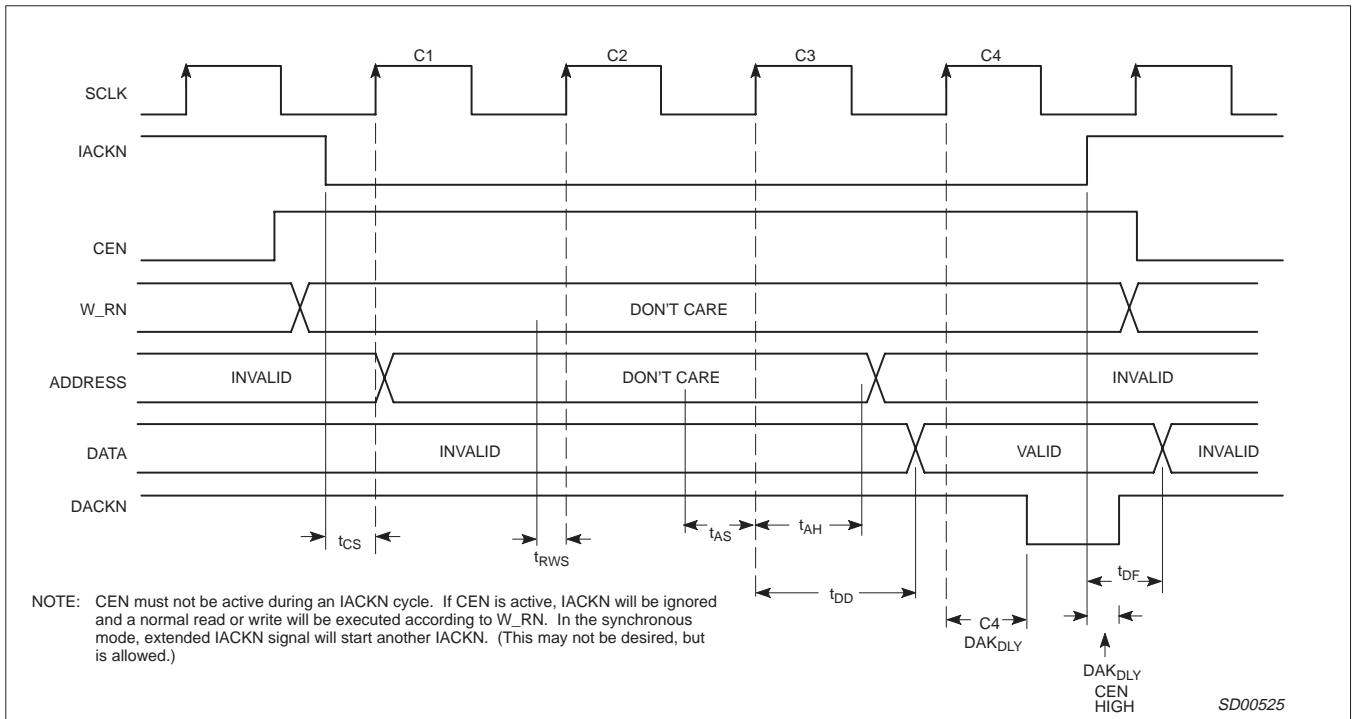 C1 C2 C3 C4
SCLK
IACKN
CEN
W_RN DON'T CARE
ADDRESS INVALID DON'T CARE INVALID
DATA INVALID VALID INVALID
DACKN
tCS tRWS tAS tAH tDF
tDD
C4
DAKDLY
DAKDLY
CEN
HIGH
NOTE: CEN must not be active during an IACKN cycle. If CEN is active, IACKN will be ignored
and a normal read or write will be executed according to W_RN. In the synchronous
mode, extended IACKN signal will start another IACKN. (This may not be desired, but
is allowed.)
SD00525